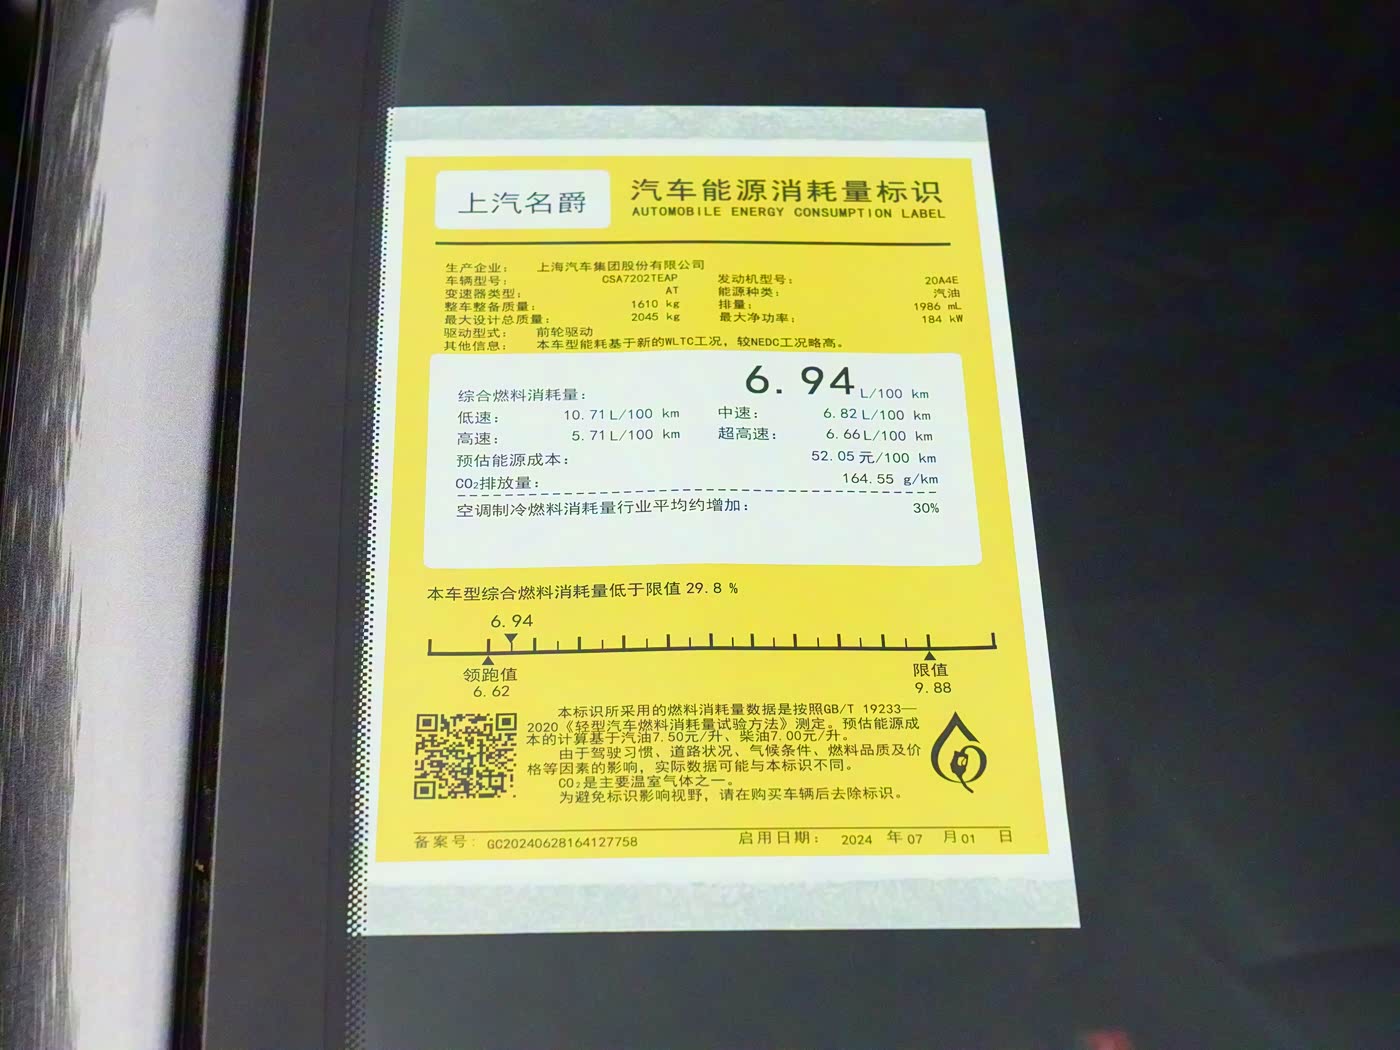 上汽名爵
汽车能源消耗量标识
AUTOMOBILE ENERGY CONSUMPTION LABEL
生产企业: 上海汽车集团股份有限公司
车辆型号: CSA7202TEAP 发动机型号: 20A4E
变速器类型: AT 能源种类: 汽油
整车整备质量: 1610 kg 排量: 1986 mL
最大设计总质量: 2045 kg 最大净功率: 184 kW
驱动型式: 前轮驱动
其他信息: 本车型能耗基于新的WLTC工况，较NEDC工况略高。
综合燃料消耗量: 6.94 L/100 km
低速: 10.71 L/100 km 中速: 6.82 L/100 km
高速: 5.71 L/100 km 超高速: 6.66 L/100 km
预估能源成本: 52.05 元/100 km
CO₂排放量: 164.55 g/km
空调制冷燃料消耗量行业平均约增加: 30%
本车型综合燃料消耗量低于限值 29.8 %
6.94
领跑值 限值
6.62 9.88
本标识所采用的燃料消耗量数据是按照GB/T 19233—
2020《轻型汽车燃料消耗量试验方法》测定。预估能源成
本的计算基于汽油7.50元/升、柴油7.00元/升。
由于驾驶习惯、道路状况、气候条件、燃料品质及价
格等因素的影响，实际数据可能与本标识不同。
CO₂是主要温室气体之一。
为避免标识影响视野，请在购买车辆后去除标识。
备案号: GC20240628164127758 启用日期: 2024 年 07 月 01 日